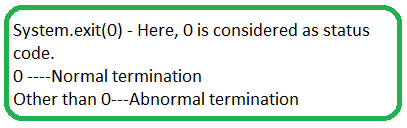 System.exit(0) - Here, 0 is considered as status
code.
0 ----Normal termination
Other than 0---Abnormal termination